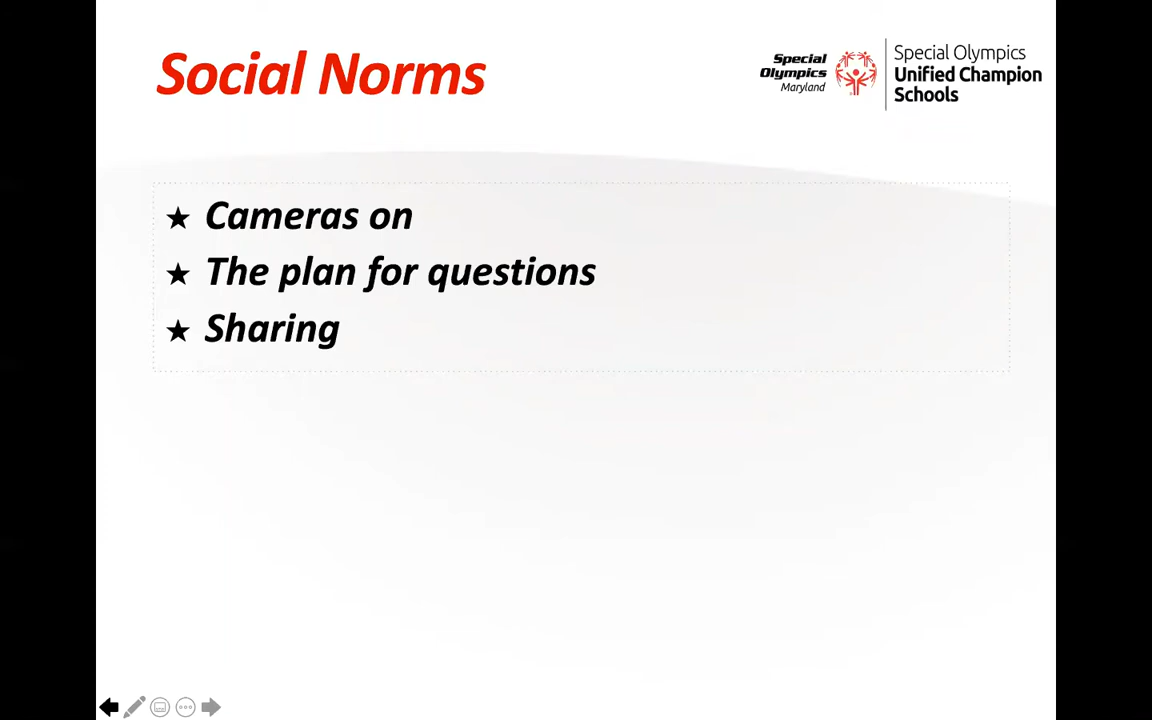 Social Norms
Special
Olympics
Maryland
Special Olympics
Unified Champion
Schools
★ Cameras on
★ The plan for questions
★ Sharing